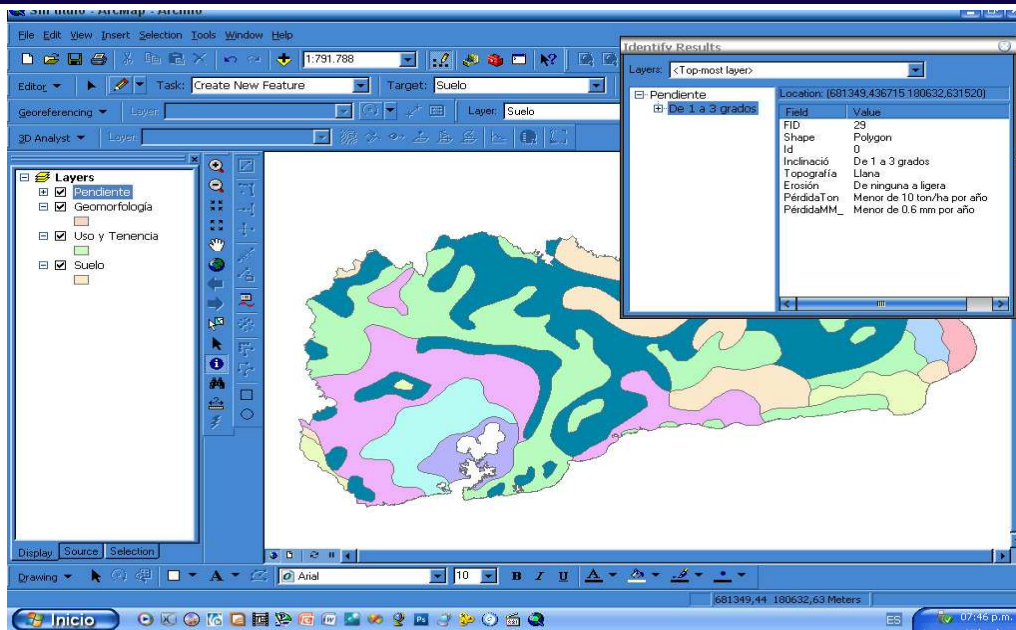 Sin título - ArcMap - ArcInfo
File Edit View Insert Selection Tools Window Help
1:791.788
Editor Task: Create New Feature Target: Suelo
Georeferencing Layer: Layer: Suelo
3D Analyst Layer:
Layers
Pendiente
Geomorfología
Uso y Tenencia
Suelo
Display Source Selection
Identify Results
Layers: <Top-most layer>
Pendiente
De 1 a 3 grados
Location: (681349,436715 180632,631520)
Field Value
FID 29
Shape Polygon
Id 0
Inclinació De 1 a 3 grados
Topografía Llana
Erosión De ninguna a ligera
PérdidaTon Menor de 10 ton/ha por año
PérdidaMM_ Menor de 0.6 mm por año
Drawing A Arial 10 B I U A
681349,44 180632,63 Meters
Inicio ES 07:46 p.m.